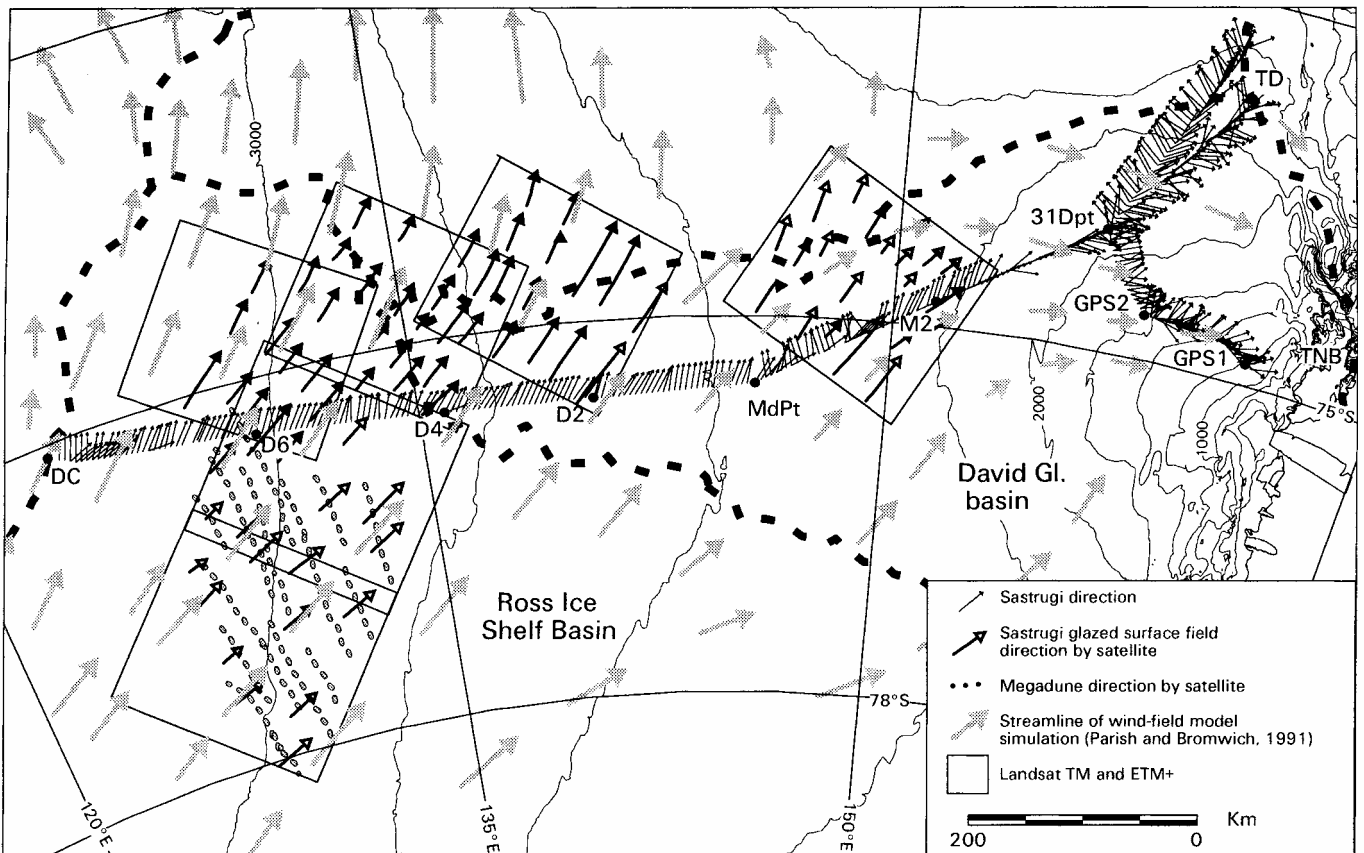 3000
TD
31Dpt
GPS2
M2
GPS1
TNB
75°S
D2
MdPt
D4
D6
DC
2000
1000
David Gl.
basin
Ross Ice
Shelf Basin
78°S
120°E
135°E
150°E
Sastrugi direction
Sastrugi glazed surface field
direction by satellite
Megadune direction by satellite
Streamline of wind-field model
simulation (Parish and Bromwich, 1991)
Landsat TM and ETM+
Km
200 0